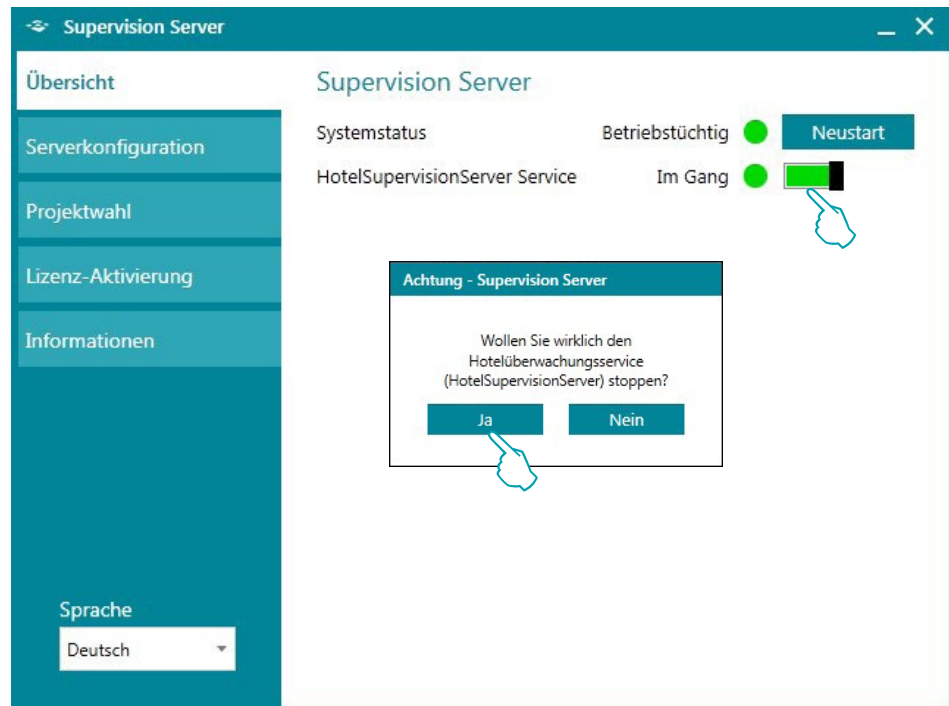 Supervision Server
Übersicht
Serverkonfiguration
Projektwahl
Lizenz-Aktivierung
Informationen
Sprache
Deutsch
Supervision Server
Systemstatus Betriebstüchtig Neustart
HotelSupervisionServer Service Im Gang
Achtung - Supervision Server
Wollen Sie wirklich den
Hotelüberwachungsservice
(HotelSupervisionServer) stoppen?
Ja Nein